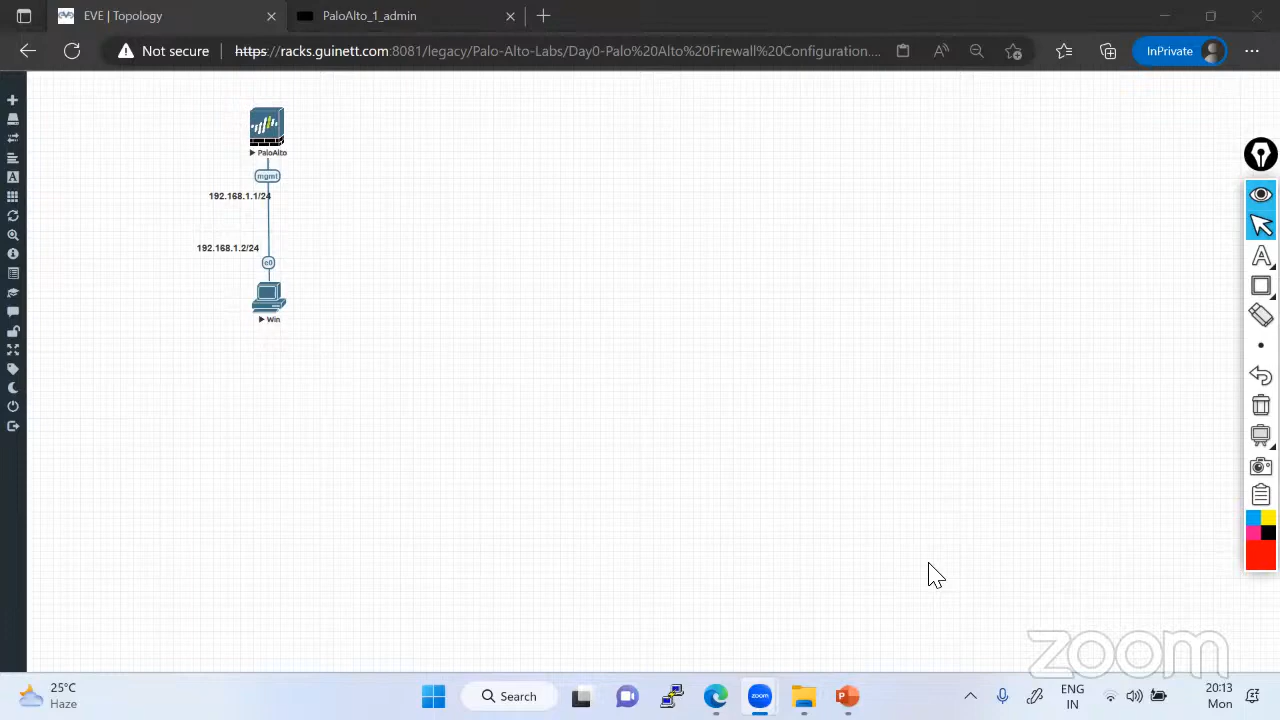 EVE | Topology
PaloAlto_1_admin
Not secure
https://racks.guinett.com:8081/legacy/Palo Alto-Labs/Day0-Palo%20Alto%20Firewall%20Configuration....
InPrivate
PaloAlto
mgmt
192.168.1.1/24
192.168.1.2/24
e0
Win
zoom
25°C
Haze
Search
zoom
ENG
IN
20:13
Mon